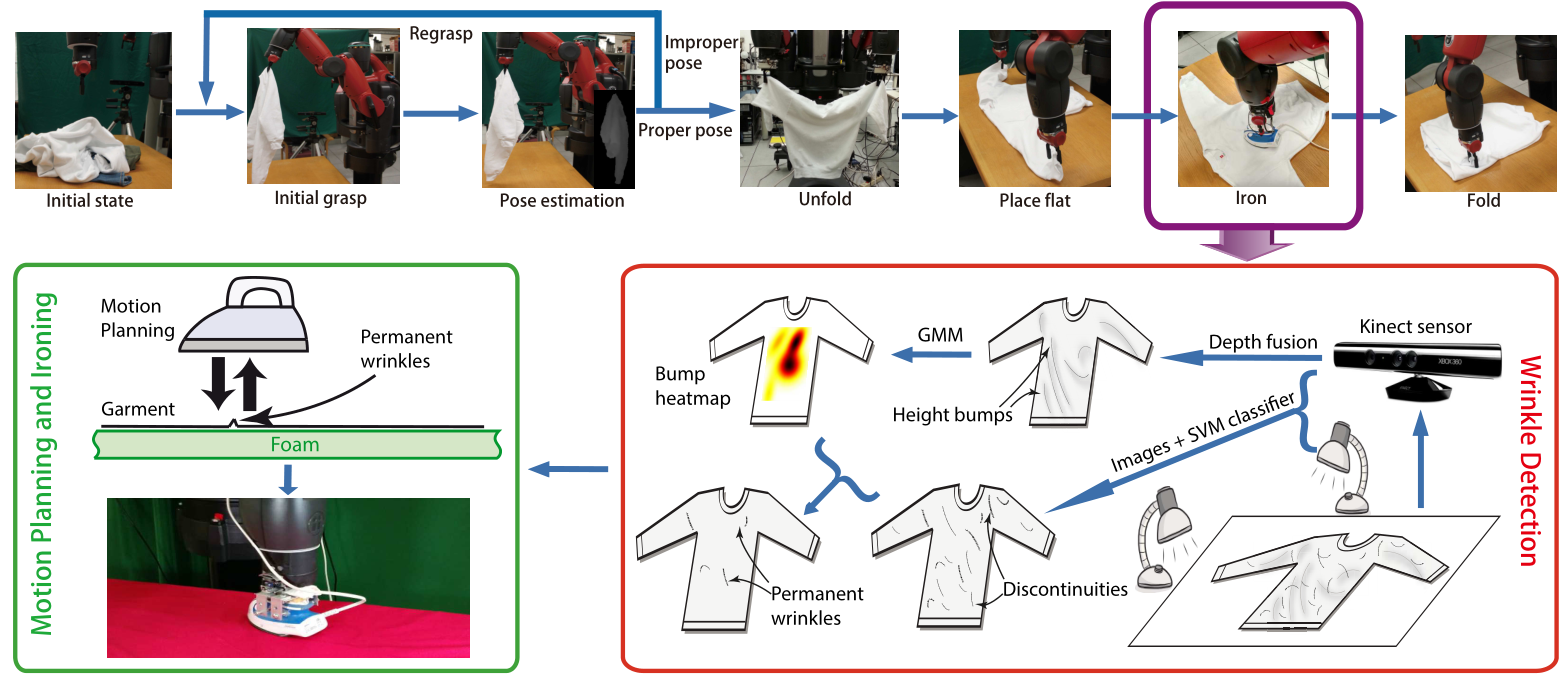 Regrasp
Improper
pose
Proper pose
Initial state
Initial grasp
Pose estimation
Unfold
Place flat
Iron
Fold
Motion Planning and Ironing
Motion
Planning
Permanent
wrinkles
Garment
Foam
Wrinkle Detection
Bump
heatmap
GMM
Height bumps
Depth fusion
Kinect sensor
XBOX360
Images + SVM classifier
Permanent
wrinkles
Discontinuities